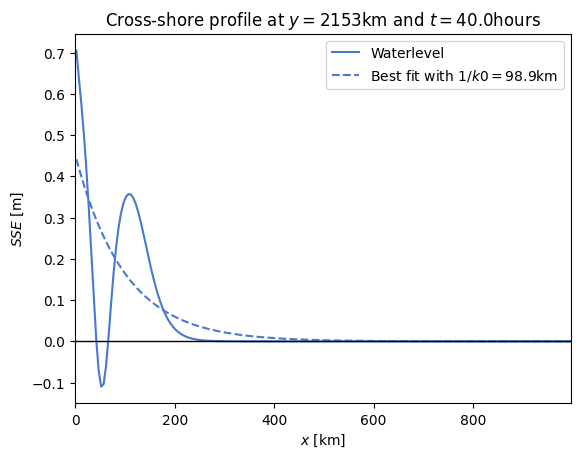 Cross-shore profile at y = 2153km and t = 40.0hours
Waterlevel
Best fit with 1/k0 = 98.9km
SSE [m]
0.7
0.6
0.5
0.4
0.3
0.2
0.1
0.0
−0.1
0 200 400 600 800
x [km]